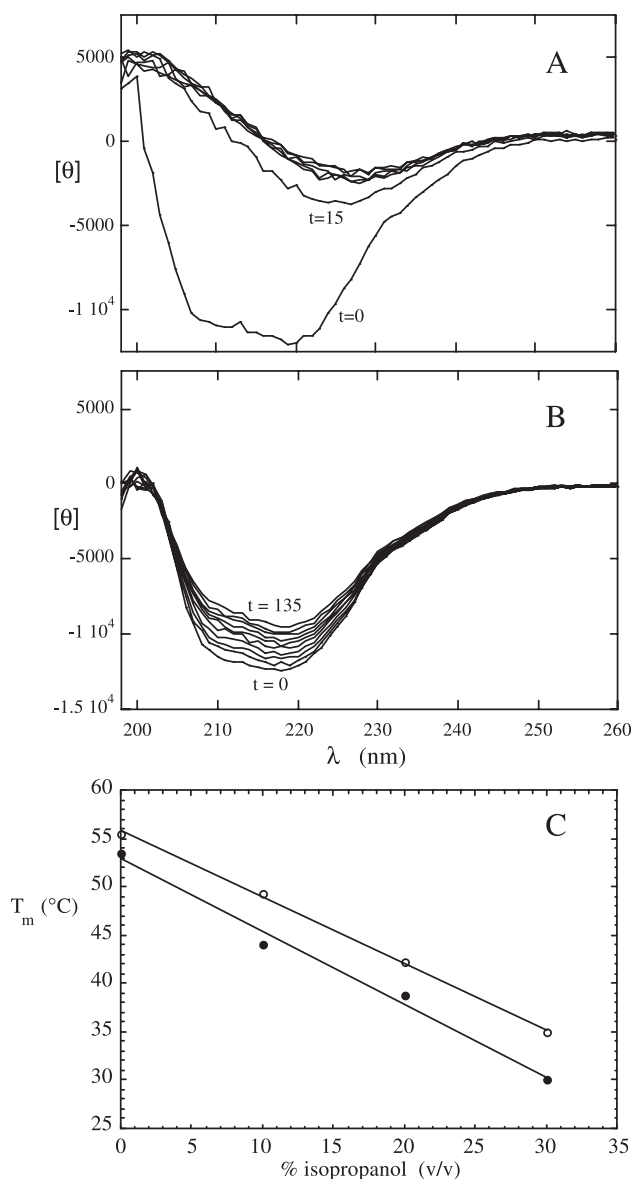 A
5000
0
[θ]
-5000
-1 10⁴
t=15
t=0
B
5000
0
[θ]
-5000
-1 10⁴
-1.5 10⁴
t = 135
t = 0
200 210 220 230 240 250 260
λ (nm)
C
60
55
50
45
40
35
30
25
Tₘ (°C)
0 5 10 15 20 25 30 35
% isopropanol (v/v)